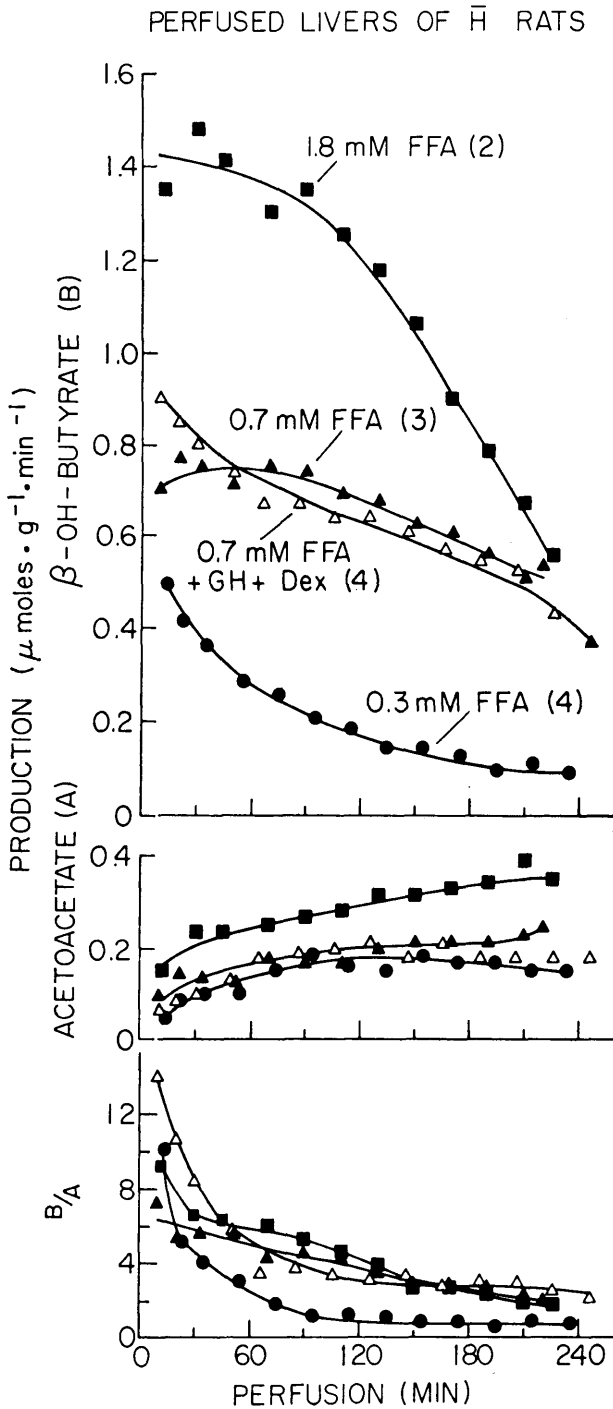 PERFUSED LIVERS OF H̄ RATS
PRODUCTION (μmoles·g⁻¹·min⁻¹)
β-OH-BUTYRATE (B)
1.6
1.4
1.2
1.0
0.8
0.6
0.4
0.2
0
1.8 mM FFA (2)
0.7 mM FFA (3)
0.7 mM FFA
+ GH + Dex (4)
0.3 mM FFA (4)
ACETOACETATE (A)
0.4
0.2
0
B/A
12
8
4
0
0
60
120
180
240
PERFUSION (MIN)